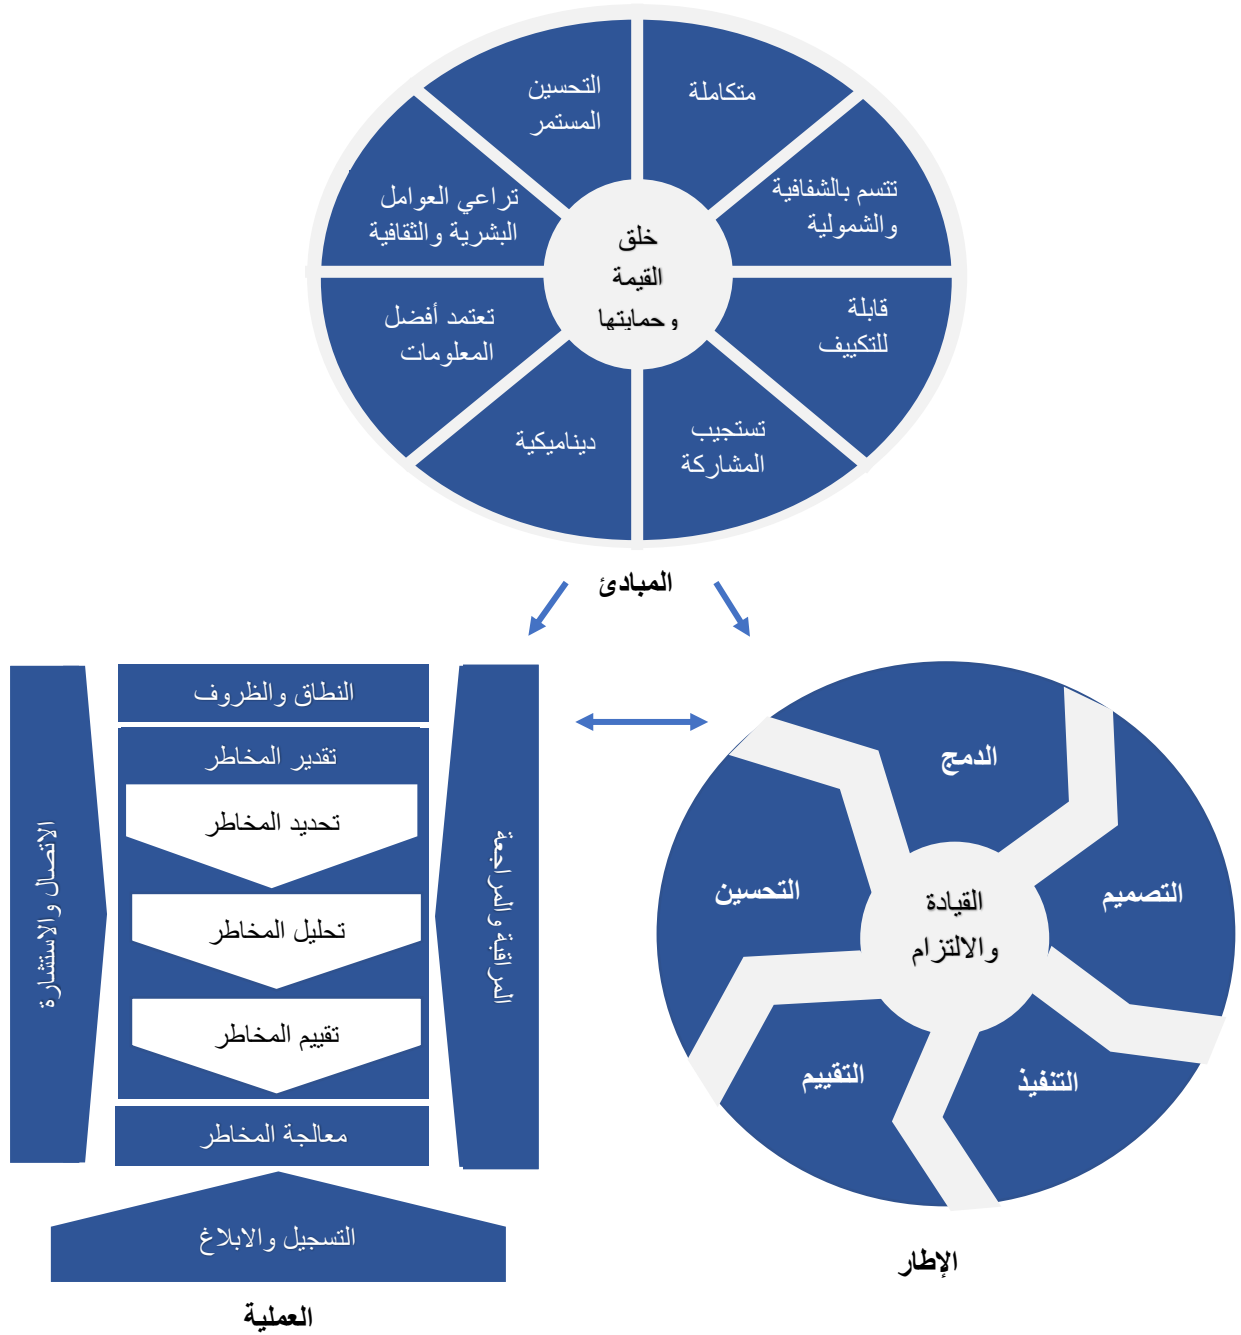 متكاملة
تتسم بالشفافية
والشمولية
قابلة
للتكييف
تستجيب
المشاركة
ديناميكية
تعتمد أفضل
المعلومات
تراعي العوامل
البشرية والثقافية
التحسين
المستمر
خلق
القيمة
وحمايتها
المبادئ
الدمج
التصميم
التنفيذ
التقييم
التحسين
القيادة
والالتزام
الإطار
النطاق والظروف
تقدير المخاطر
تحديد المخاطر
تحليل المخاطر
تقييم المخاطر
معالجة المخاطر
المراقبة والمراجعة
الاتصال والاستشارة
التسجيل والابلاغ
العملية